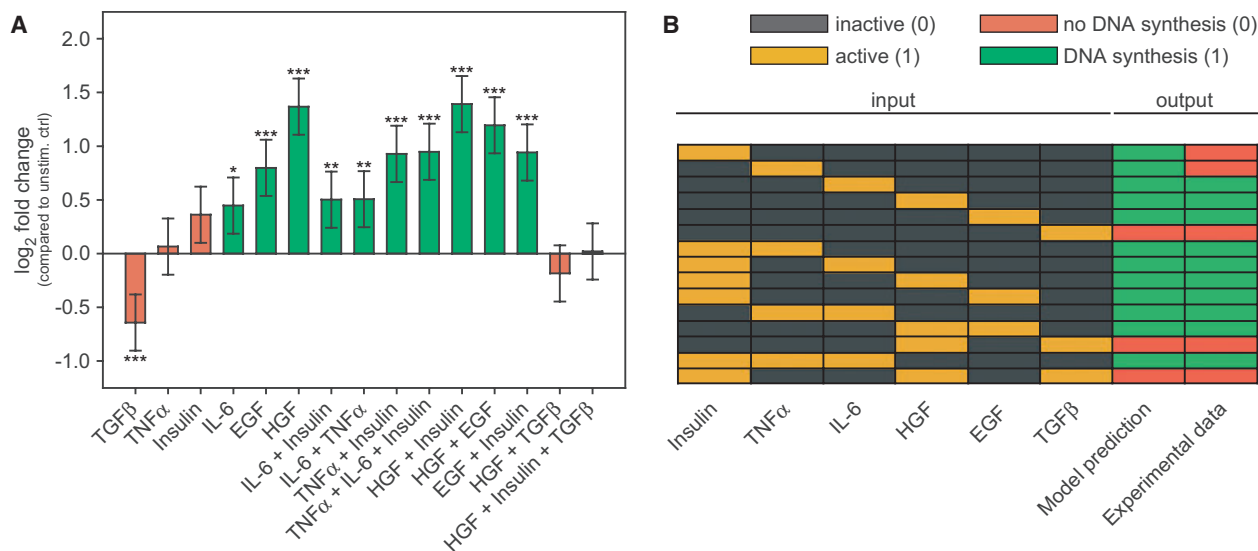 A
log2 fold change
(compared to unstim. ctrl)
2.0
1.5
1.0
0.5
0.0
-0.5
-1.0
***
*
***
***
**
**
***
***
***
***
***
TGFβ
TNFα
Insulin
IL-6
EGF
HGF
IL-6 + Insulin
IL-6 + TNFα
TNFα + Insulin
TNFα + IL-6 + Insulin
HGF + Insulin
HGF + EGF
EGF + Insulin
HGF + TGFβ
HGF + Insulin + TGFβ
B
inactive (0)
no DNA synthesis (0)
active (1)
DNA synthesis (1)
input
output
Insulin
TNFα
IL-6
HGF
EGF
TGFβ
Model prediction
Experimental data